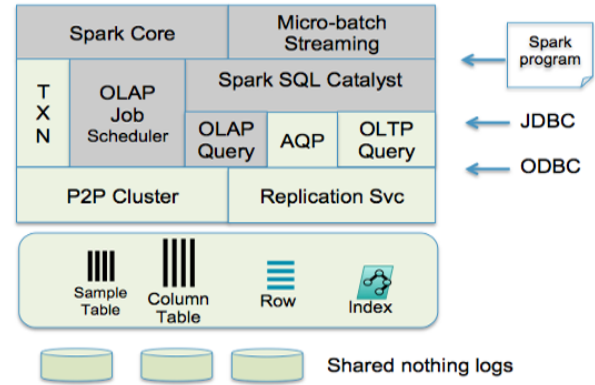 Spark Core
Micro-batch
Streaming
Spark
program
T
X
N
OLAP
Job
Scheduler
Spark SQL Catalyst
OLAP
Query
AQP
OLTP
Query
JDBC
ODBC
P2P Cluster
Replication Svc
Sample
Table
Column
Table
Row
Index
Shared nothing logs